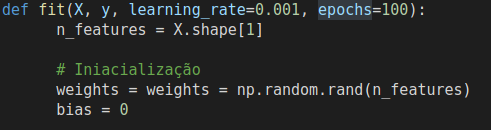 def fit(X, y, learning_rate=0.001, epochs=100):
n_features = X.shape[1]
# Iniacialização
weights = weights = np.random.rand(n_features)
bias = 0